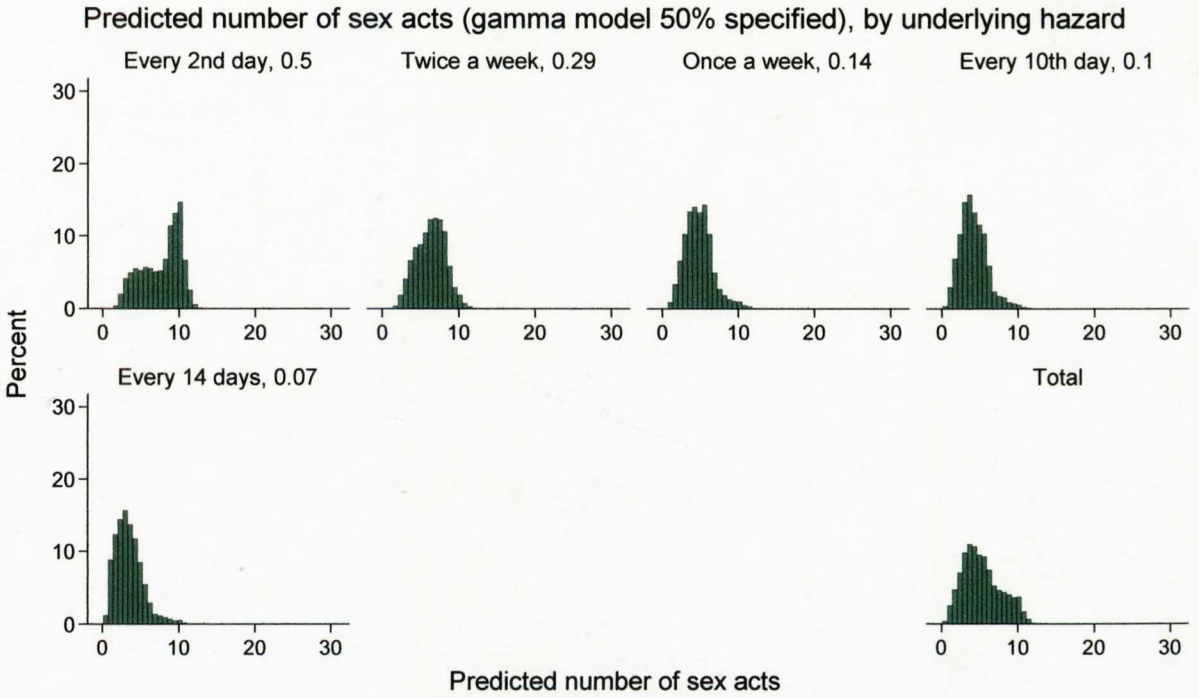 Predicted number of sex acts (gamma model 50% specified), by underlying hazard
Every 2nd day, 0.5 Twice a week, 0.29 Once a week, 0.14 Every 10th day, 0.1
30
20
10
0
0 10 20 30 0 10 20 30 0 10 20 30 0 10 20 30
Percent
Every 14 days, 0.07 Total
30
20
10
0
0 10 20 30 0 10 20 30
Predicted number of sex acts